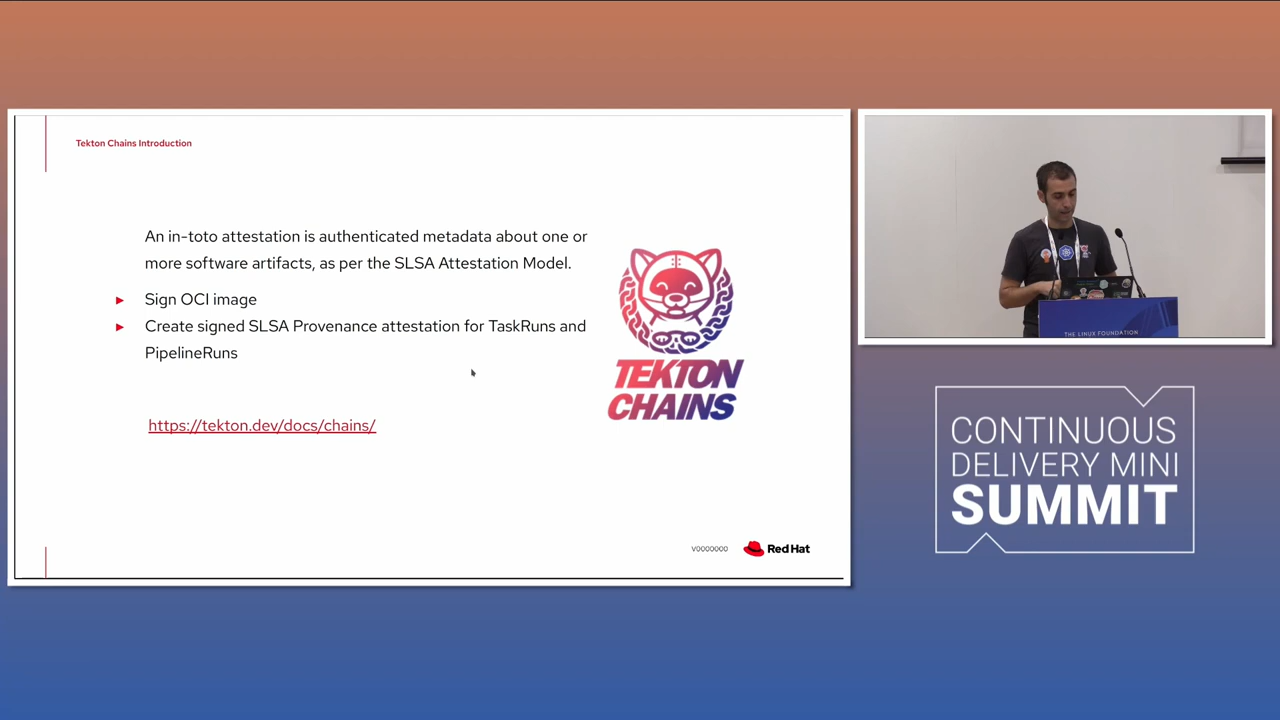 Tekton Chains Introduction
An in-toto attestation is authenticated metadata about one or
more software artifacts, as per the SLSA Attestation Model.
Sign OCI image
Create signed SLSA Provenance attestation for TaskRuns and
PipelineRuns
https://tekton.dev/docs/chains/
TEKTON
CHAINS
V0000000
Red Hat
THE LINUX FOUNDATION
CONTINUOUS
DELIVERY MINI
SUMMIT